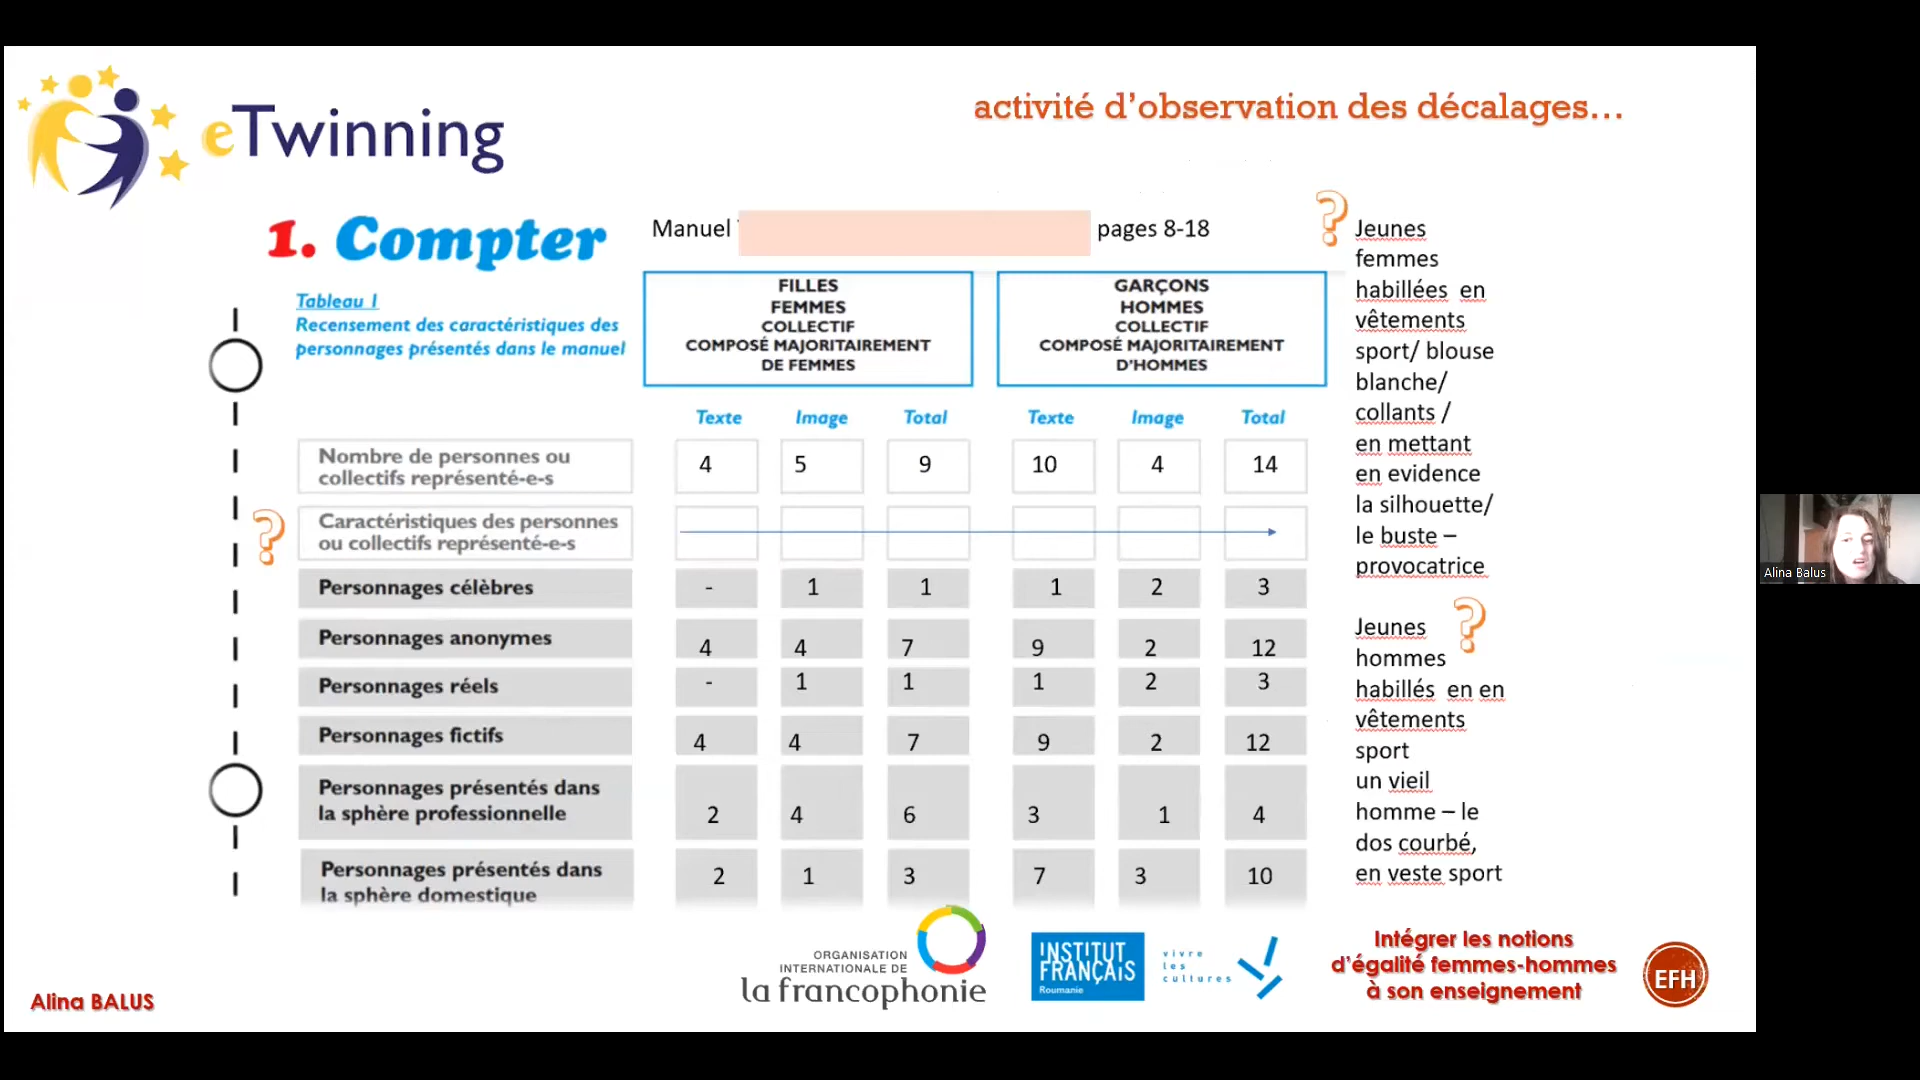 eTwinning
activité d’observation des décalages...
1. Compter
Manuel
pages 8-18
Tableau 1
Recensement des caractéristiques des
personnages présentés dans le manuel
FILLES
FEMMES
COLLECTIF
COMPOSÉ MAJORITAIREMENT
DE FEMMES
GARÇONS
HOMMES
COLLECTIF
COMPOSÉ MAJORITAIREMENT
D’HOMMES
Texte Image Total Texte Image Total
Nombre de personnes ou
collectifs représenté-e-s
4 5 9 10 4 14
?
Caractéristiques des personnes
ou collectifs représenté-e-s
Personnages célèbres - 1 1 1 2 3
Personnages anonymes 4 4 7 9 2 12
Personnages réels - 1 1 1 2 3
Personnages fictifs 4 4 7 9 2 12
Personnages présentés dans
la sphère professionnelle
2 4 6 3 1 4
Personnages présentés dans
la sphère domestique
2 1 3 7 3 10
?
Jeunes
femmes
habillées en
vêtements
sport/ blouse
blanche/
collants /
en mettant
en evidence
la silhouette/
le buste –
provocatrice
?
Jeunes
hommes
habillés en en
vêtements
sport
un vieil
homme – le
dos courbé,
en veste sport
Alina Balus
ORGANISATION
INTERNATIONALE DE
la francophonie
INSTITUT
FRANÇAIS
Roumanie
vivre
les
cultures
Intégrer les notions
d’égalité femmes-hommes
à son enseignement
EFH
Alina BALUS